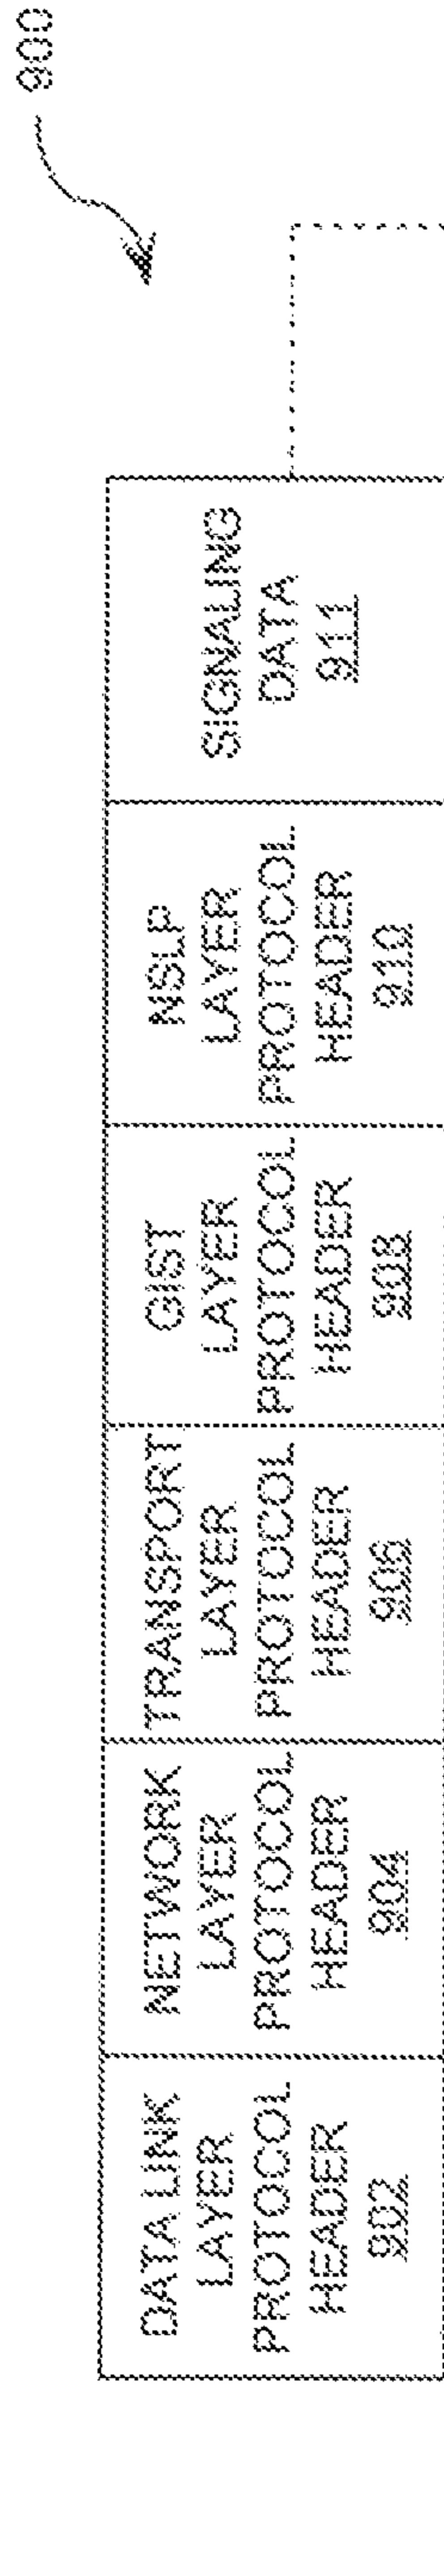 900
DATA LINK
LAYER
PROTOCOL
HEADER
902
NETWORK
LAYER
PROTOCOL
HEADER
904
TRANSPORT
LAYER
PROTOCOL
HEADER
906
GIST
LAYER
PROTOCOL
HEADER
908
NSLP
LAYER
PROTOCOL
HEADER
910
SIGNALING
DATA
911